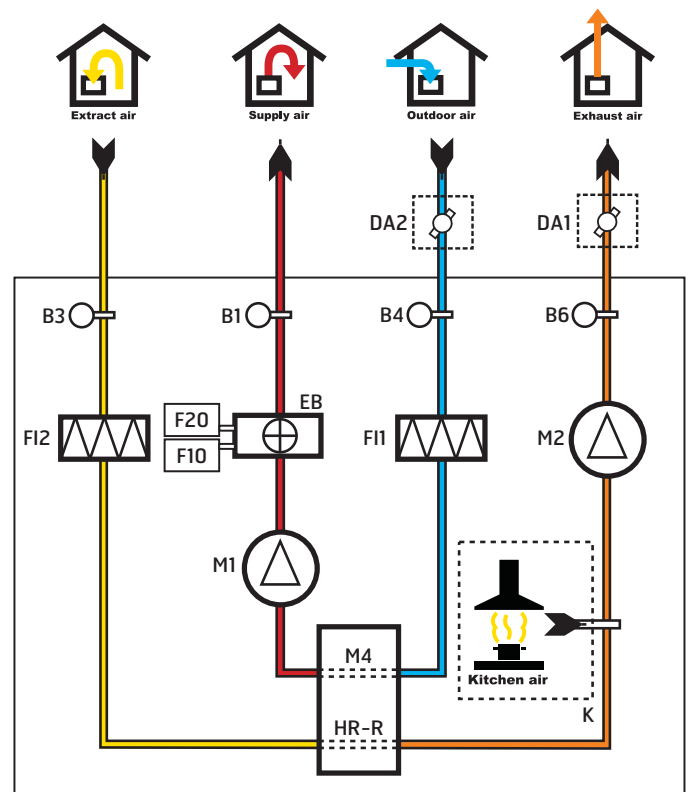 Extract air
Supply air
Outdoor air
Exhaust air
DA2
DA1
B3
B1
B4
B6
EB
F20
F10
FI2
FI1
M2
M1
M4
Kitchen air
K
HR-R